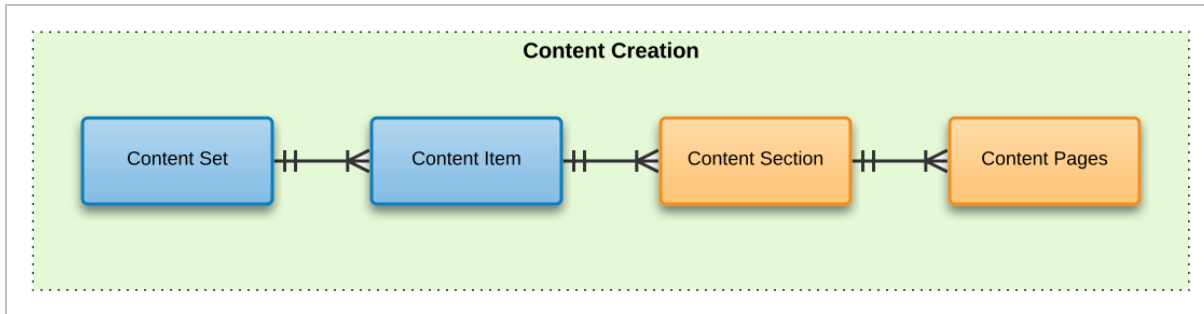 Content Creation
Content Set
Content Item
Content Section
Content Pages